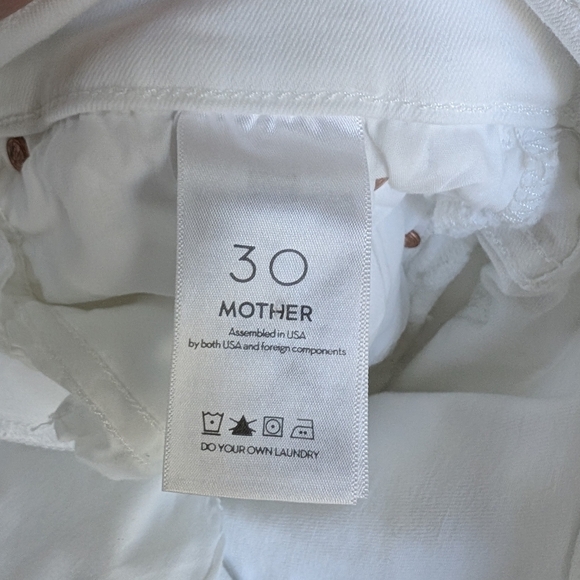 30
MOTHER
Assembled in USA
by both USA and foreign components
DO YOUR OWN LAUNDRY